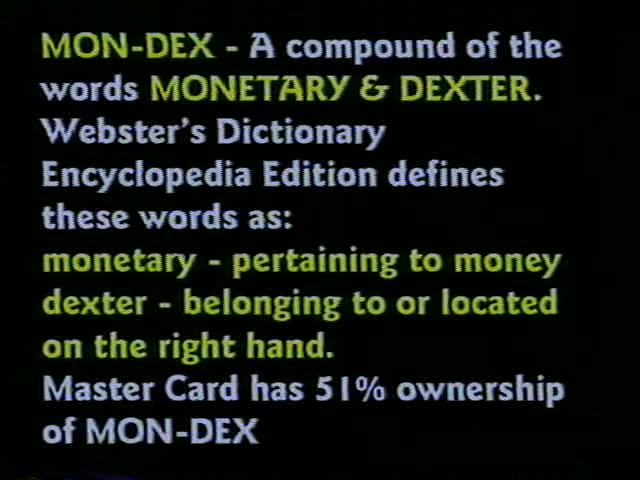 MON-DEX - A compound of the
words MONETARY & DEXTER.
Webster's Dictionary
Encyclopedia Edition defines
these words as:
monetary - pertaining to money
dexter - belonging to or located
on the right hand.
Master Card has 51% ownership
of MON-DEX